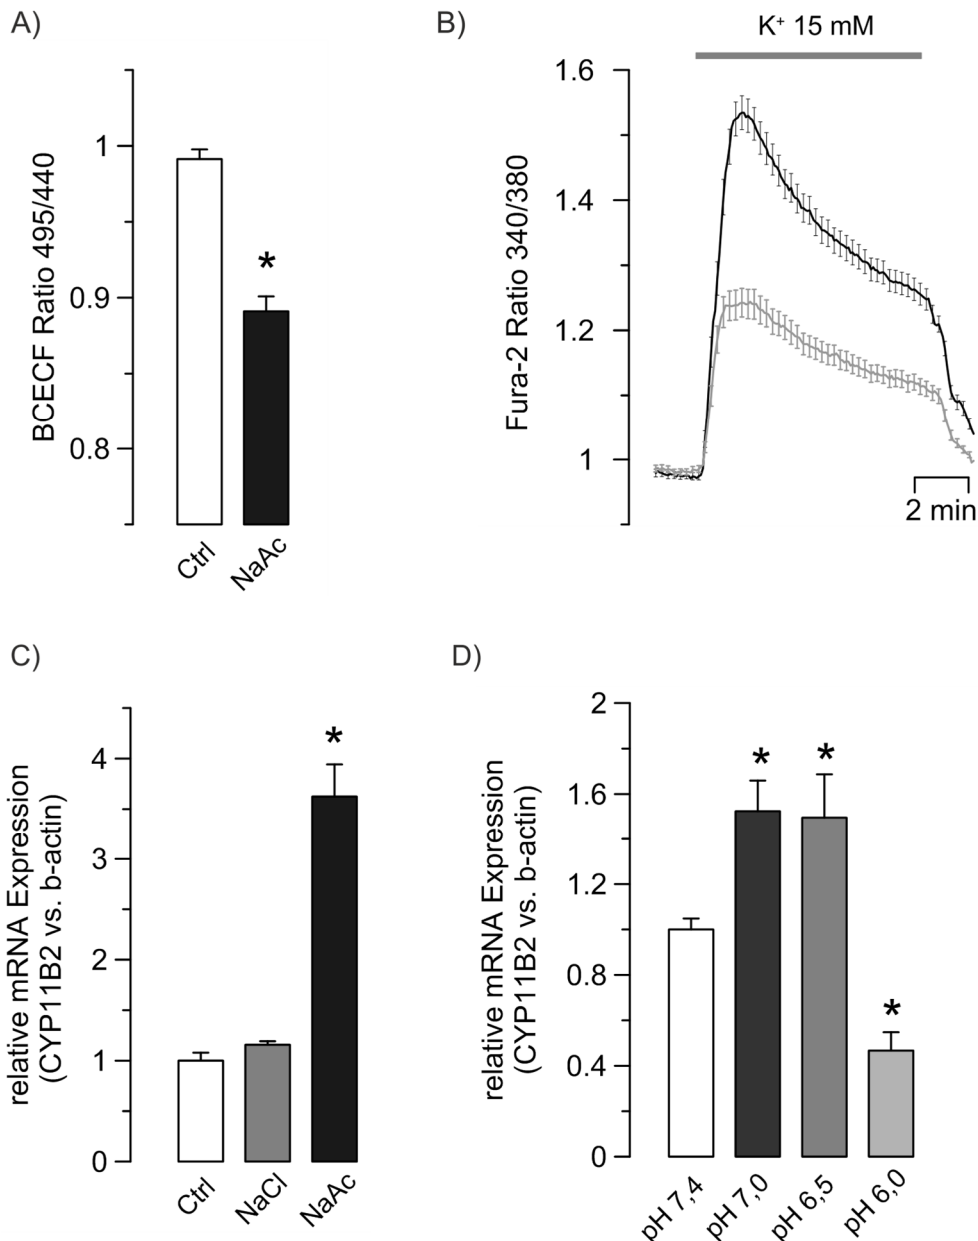 A)
BCECF Ratio 495/440
1
0.9
0.8
*
Ctrl
NaAc
B)
K⁺ 15 mM
Fura-2 Ratio 340/380
1.6
1.4
1.2
1
2 min
C)
relative mRNA Expression
(CYP11B2 vs. b-actin)
4
3
2
1
0
*
Ctrl
NaCl
NaAc
D)
relative mRNA Expression
(CYP11B2 vs. b-actin)
2
1.6
1.2
0.8
0.4
0
*
*
*
pH 7,4
pH 7,0
pH 6,5
pH 6,0